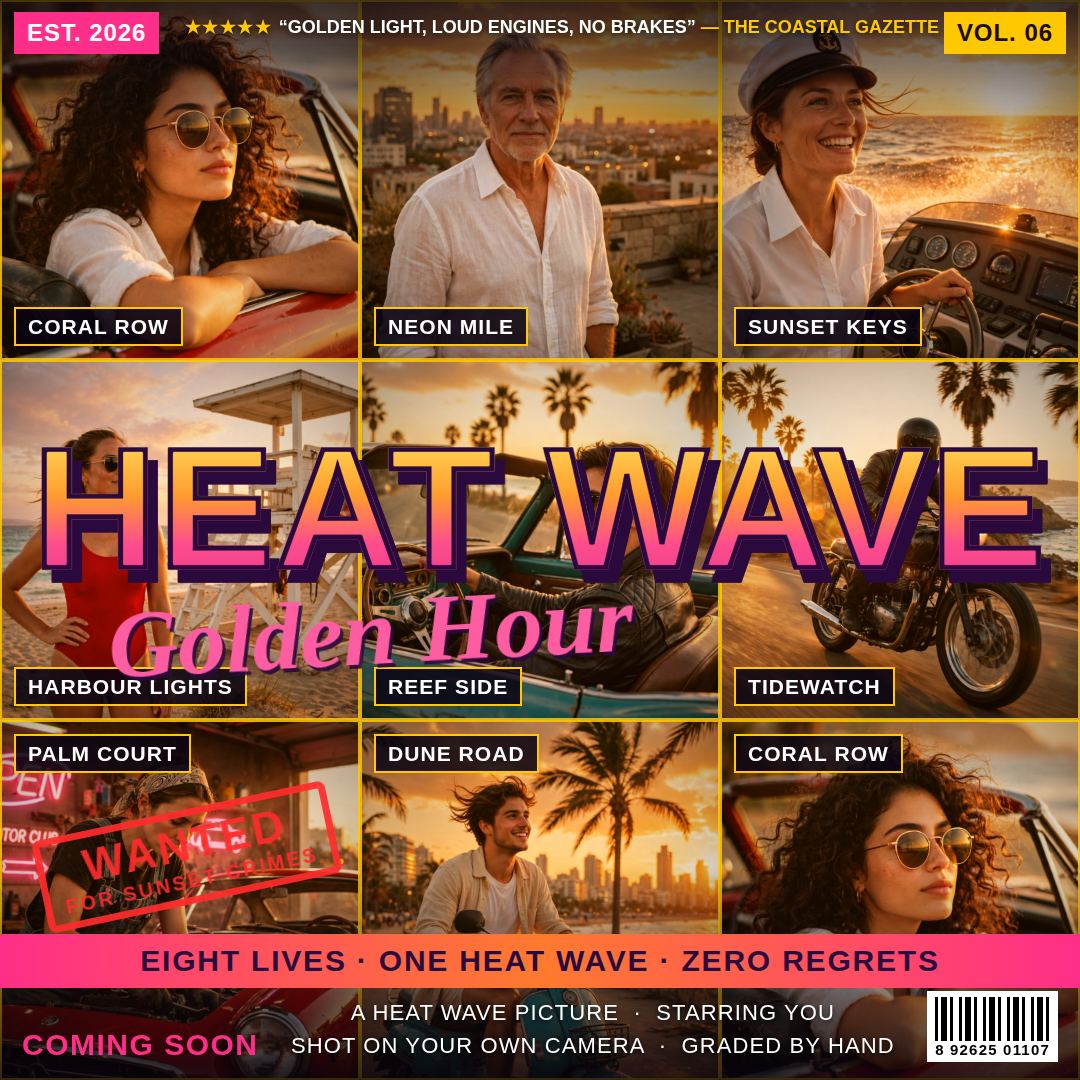 EST. 2026
★★★★★ “GOLDEN LIGHT, LOUD ENGINES, NO BRAKES” — THE COASTAL GAZETTE
VOL. 06
CORAL ROW
NEON MILE
SUNSET KEYS
HEAT WAVE
Golden Hour
HARBOUR LIGHTS
REEF SIDE
TIDEWATCH
PALM COURT
DUNE ROAD
CORAL ROW
WANTED
FOR SUNSET CRIMES
EIGHT LIVES · ONE HEAT WAVE · ZERO REGRETS
A HEAT WAVE PICTURE · STARRING YOU
COMING SOON
SHOT ON YOUR OWN CAMERA · GRADED BY HAND
8 92625 01107